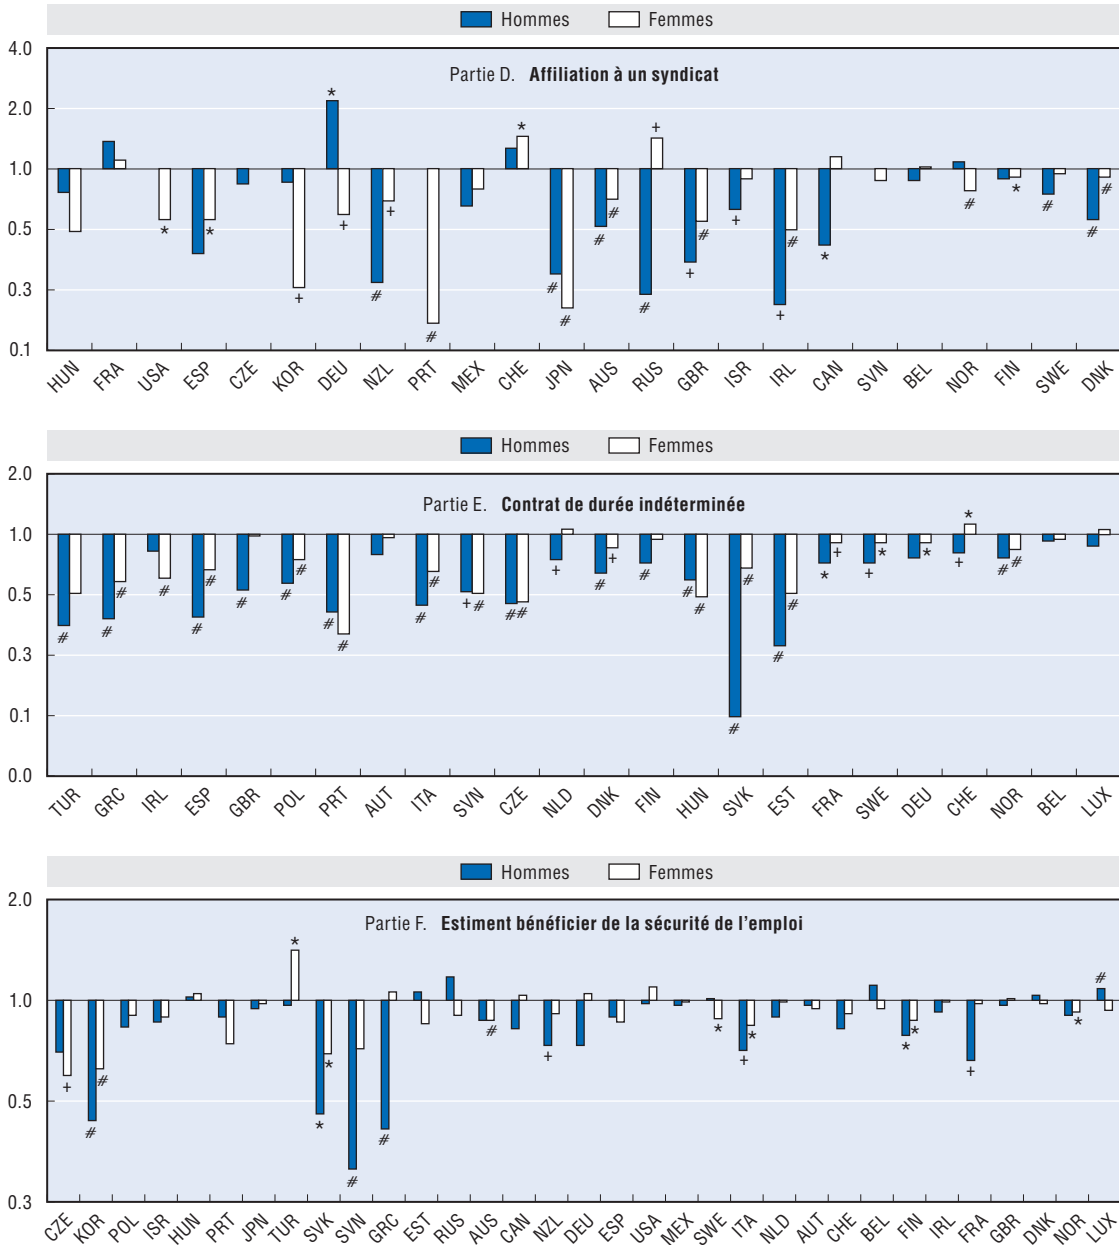 Hommes Femmes
4.0
Partie D. Affiliation à un syndicat
2.0
1.0
0.5
0.3
0.1
* * + * * + + + # # # # # # + # # + + # * # * # # #
HUN FRA USA ESP CZE KOR DEU NZL PRT MEX CHE JPN AUS RUS GBR ISR IRL CAN SVN BEL NOR FIN SWE DNK
Hommes Femmes
2.0
Partie E. Contrat de durée indéterminée
1.0
0.5
0.3
0.1
0.0
# # # # # # # # # # # # # + # # # + # + # # # # # # # * + + * * + * # #
TUR GRC IRL ESP GBR POL PRT AUT ITA SVN CZE NLD DNK FIN HUN SVK EST FRA SWE DEU CHE NOR BEL LUX
Hommes Femmes
2.0
Partie F. Estiment bénéficier de la sécurité de l'emploi
1.0
0.5
0.3
+ # # * * * # # # + * + * * * + * #
CZE KOR POL ISR HUN PRT JPN TUR SVK SVN GRC EST RUS AUS CAN NZL DEU ESP USA MEX SWE ITA NLD AUT CHE BEL FIN IRL FRA GBR DNK NOR LUX